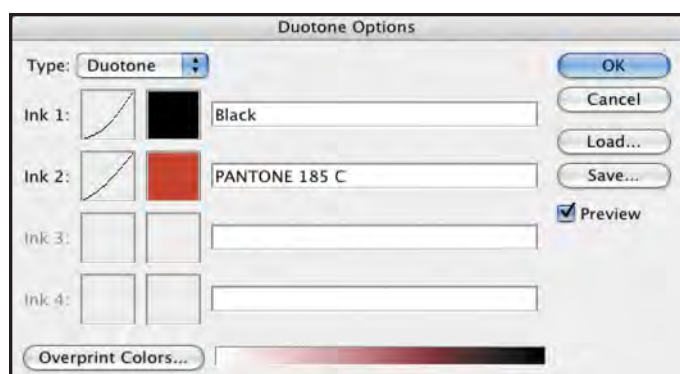 Duotone Options
Type: Duotone
OK
Ink 1: Black
Cancel
Load...
Ink 2: PANTONE 185 C
Save...
Preview
Ink 3:
Ink 4:
Overprint Colors...